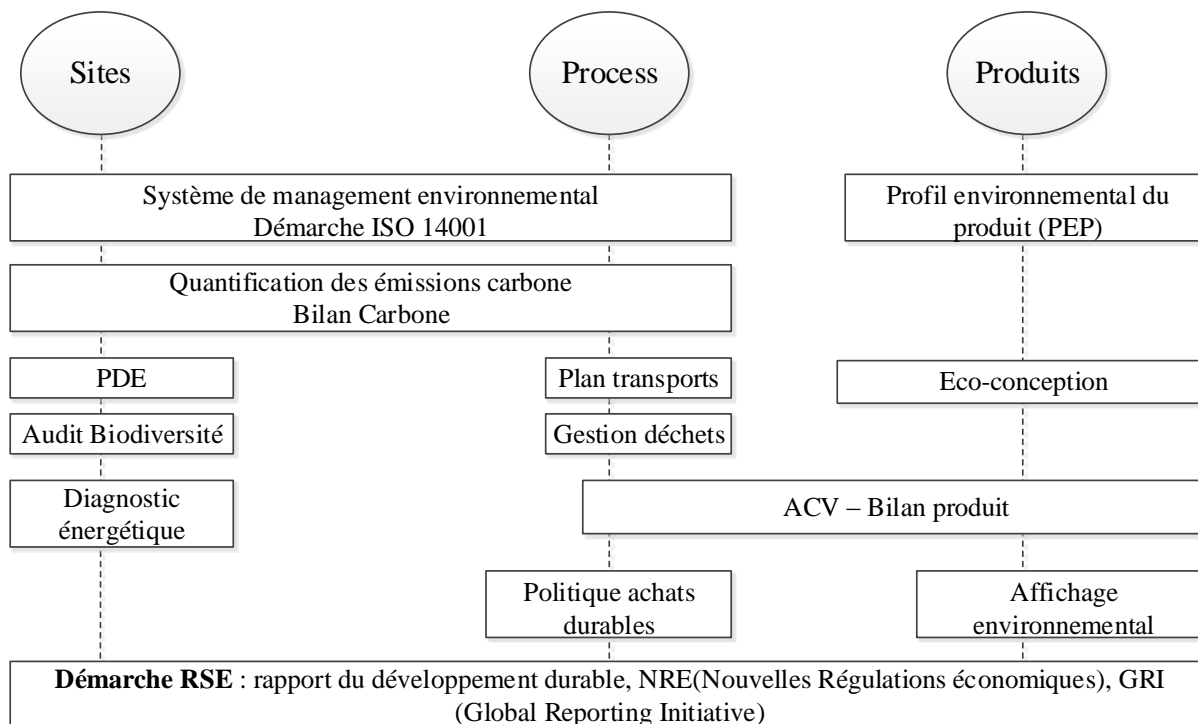 Sites
Process
Produits
Système de management environnemental
Démarche ISO 14001
Profil environnemental du
produit (PEP)
Quantification des émissions carbone
Bilan Carbone
PDE
Plan transports
Eco-conception
Audit Biodiversité
Gestion déchets
Diagnostic
énergétique
ACV – Bilan produit
Politique achats
durables
Affichage
environnemental
Démarche RSE : rapport du développement durable, NRE(Nouvelles Régulations économiques), GRI
(Global Reporting Initiative)